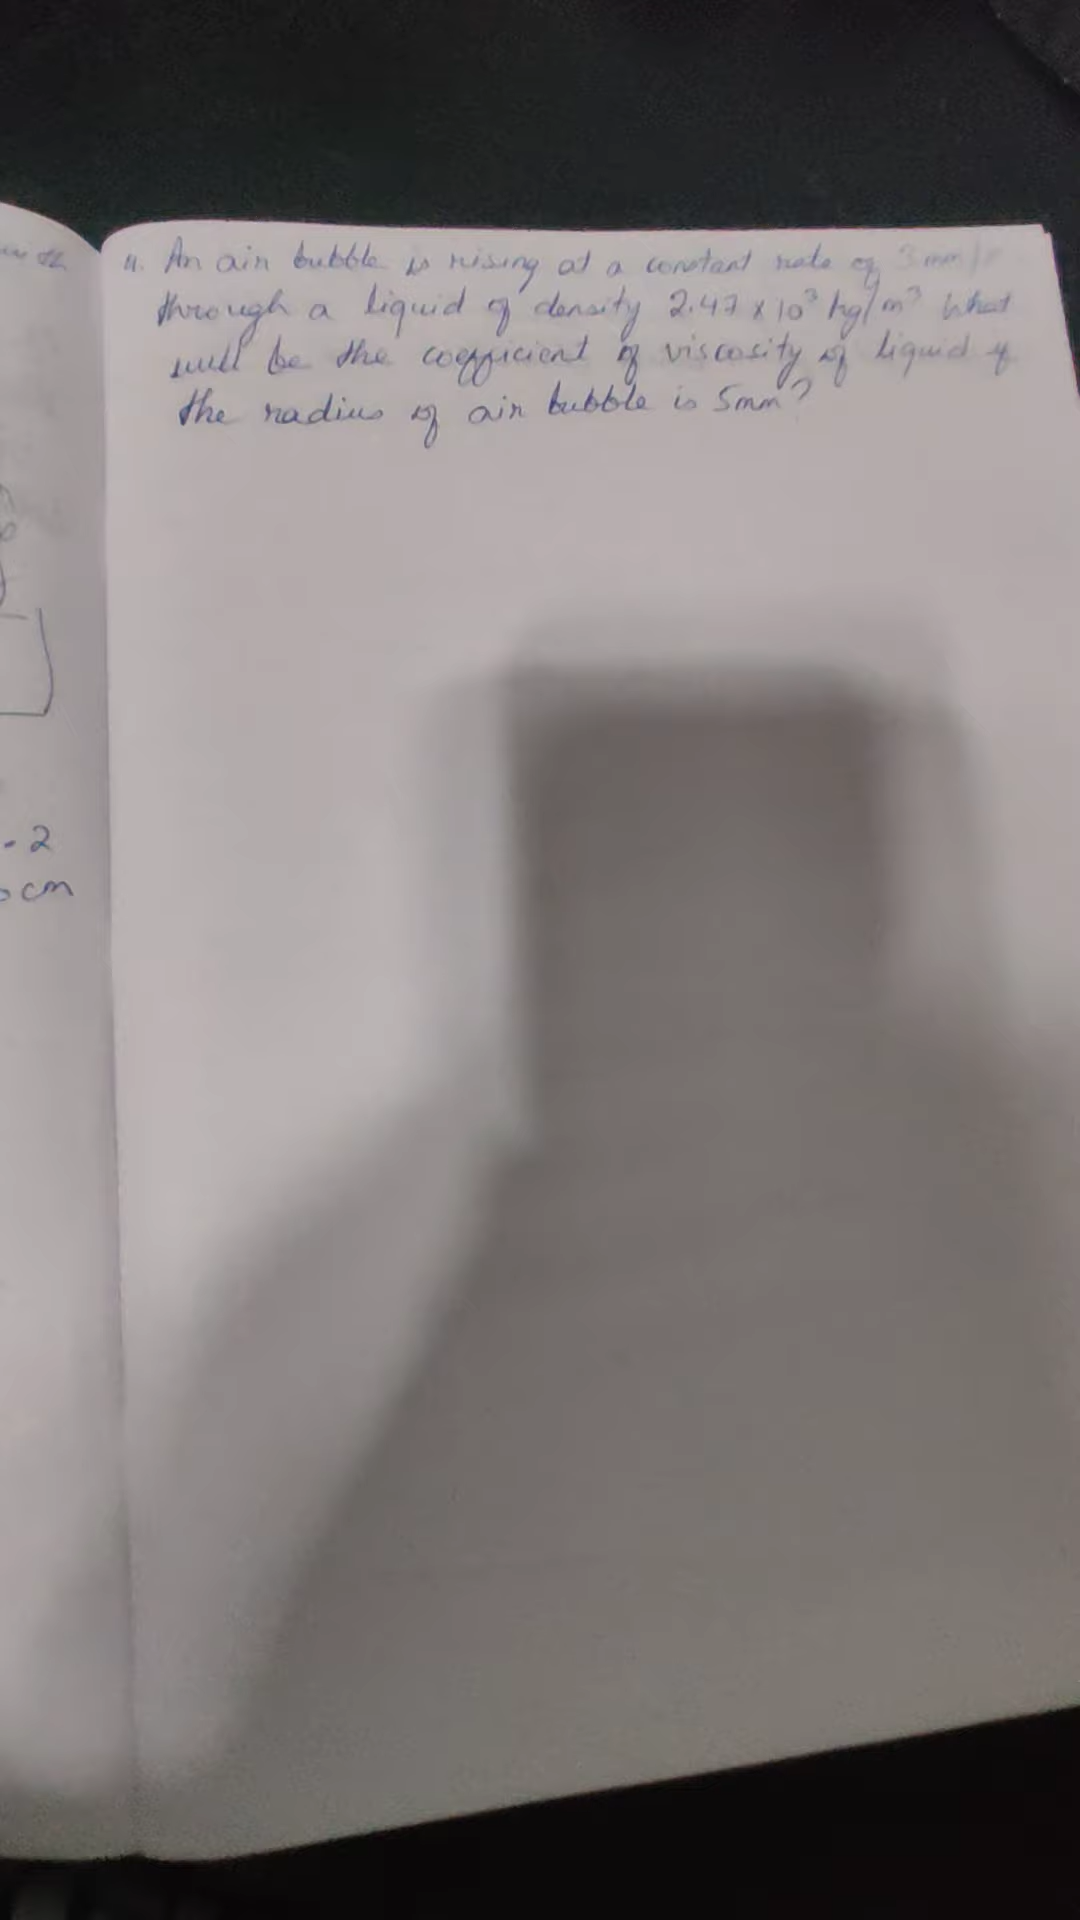 11. An air bubble is rising at a constant rate of 3 mm/
through a liquid of density 2.47 x 10³ kg/m³ What
will be the coefficient of viscosity of liquid if
the radius of air bubble is 5mm?
- 2
cm